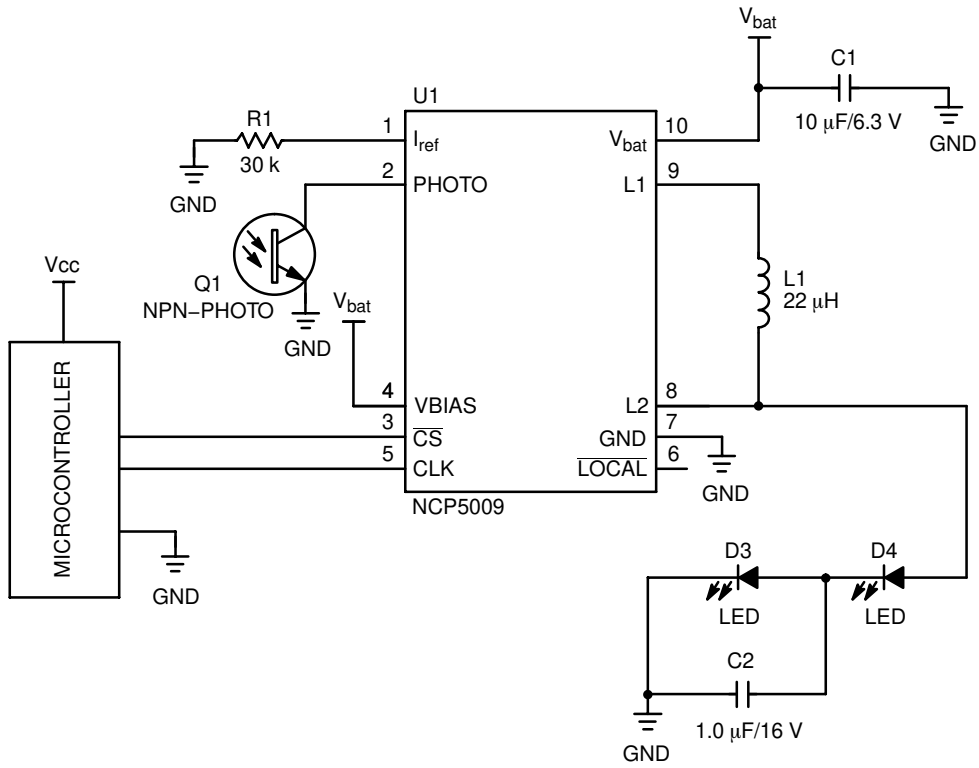 Vbat
C1
10 μF/6.3 V
GND
U1
R1
30 k
GND
1
Iref
2
PHOTO
Vbat
10
L1
9
L1
22 μH
Q1
NPN−PHOTO
GND
Vbat
Vcc
MICROCONTROLLER
GND
4
VBIAS
3
CS
5
CLK
L2
8
GND
7
LOCAL
6
GND
NCP5009
D3
LED
D4
LED
C2
1.0 μF/16 V
GND